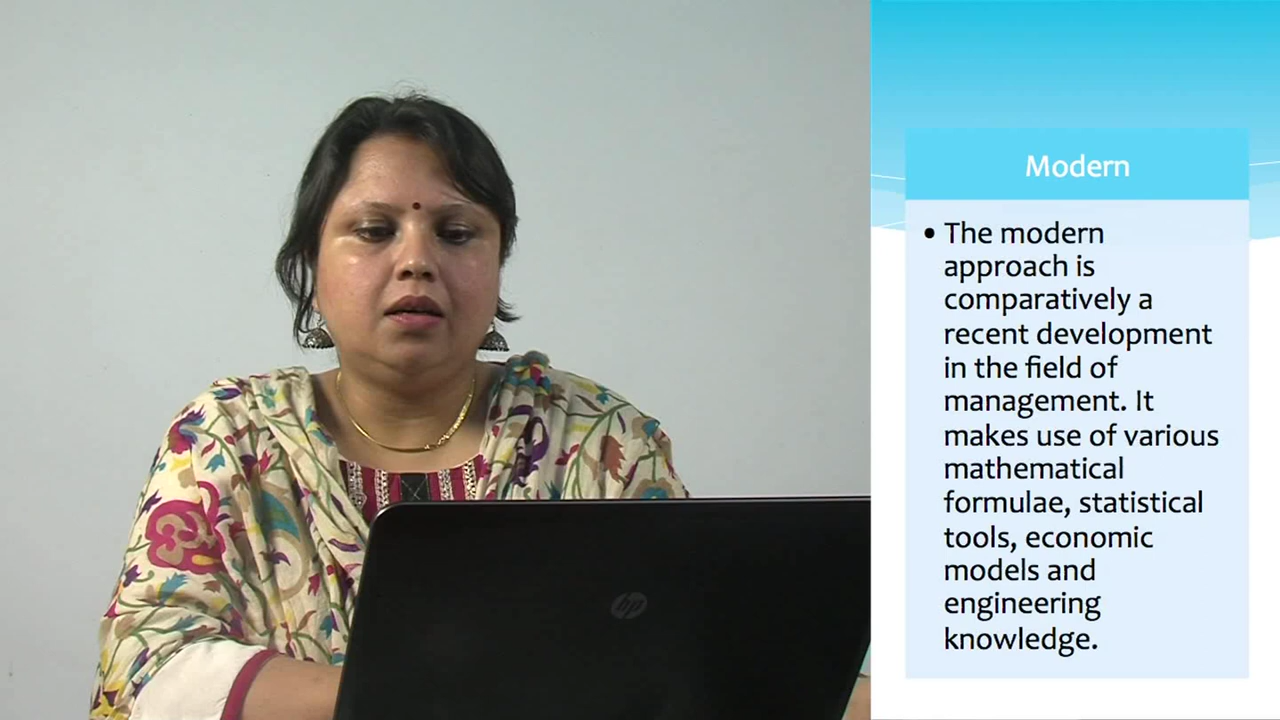 Modern
• The modern
approach is
comparatively a
recent development
in the field of
management. It
makes use of various
mathematical
formulae, statistical
tools, economic
models and
engineering
knowledge.
hp